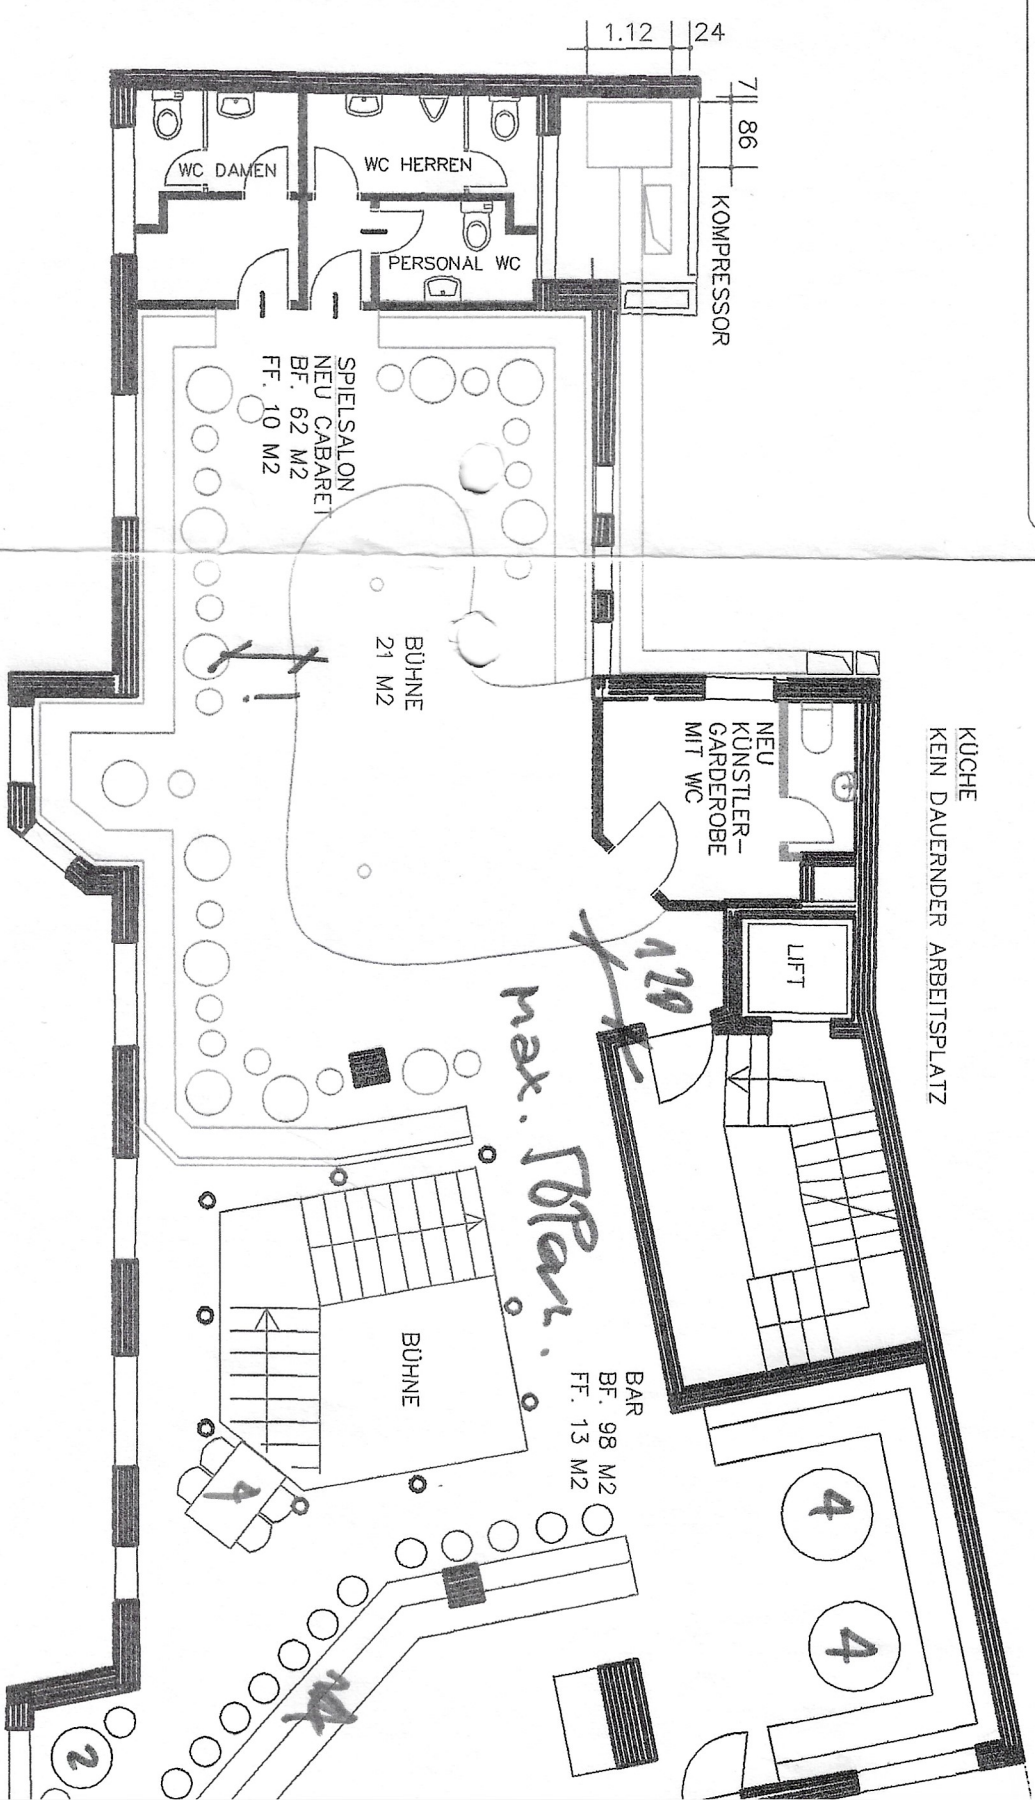 1.12
24
7
86
KOMPRESSOR
WC DAMEN
WC HERREN
PERSONAL WC
SPIELSALON
NEU CABARET
BF. 62 M2
FF. 10 M2
BÜHNE
21 M2
NEU
KÜNSTLER-
GARDEROBE
MIT WC
KÜCHE
KEIN DAUERNDER ARBEITSPLATZ
LIFT
120
max.
BÜHNE
BAR
BF. 98 M2
FF. 13 M2
4
4
4
2